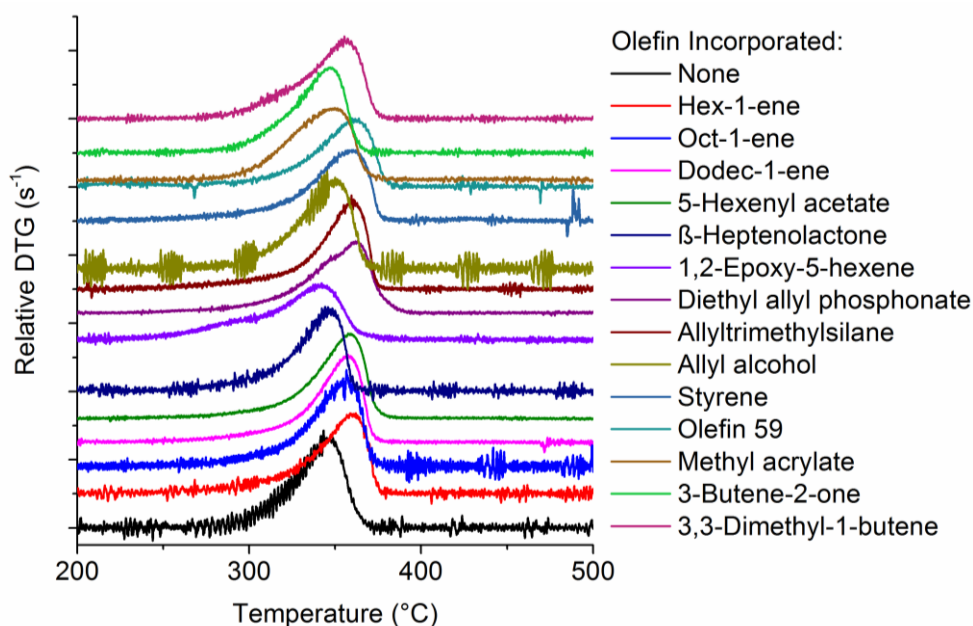 Relative DTG (s⁻¹)
200
300
400
500
Temperature (°C)
Olefin Incorporated:
None
Hex-1-ene
Oct-1-ene
Dodec-1-ene
5-Hexenyl acetate
ß-Heptenolactone
1,2-Epoxy-5-hexene
Diethyl allyl phosphonate
Allyltrimethylsilane
Allyl alcohol
Styrene
Olefin 59
Methyl acrylate
3-Butene-2-one
3,3-Dimethyl-1-butene